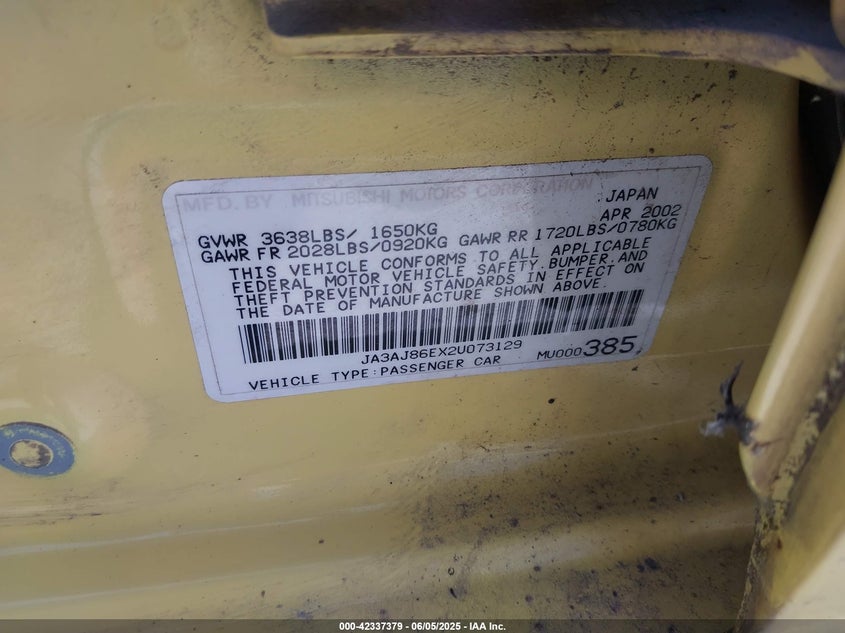 MFD. BY MITSUBISHI MOTORS CORPORATION JAPAN
APR 2002
GVWR 3638LBS/ 1650KG
GAWR FR 2028LBS/0920KG GAWR RR 1720LBS/0780KG
THIS VEHICLE CONFORMS TO ALL APPLICABLE
FEDERAL MOTOR VEHICLE SAFETY,BUMPER,AND
THEFT PREVENTION STANDARDS IN EFFECT ON
THE DATE OF MANUFACTURE SHOWN ABOVE.
JA3AJ86EX2U073129 MU000385
VEHICLE TYPE:PASSENGER CAR
000-42337379 - 06/05/2025 - IAA Inc.